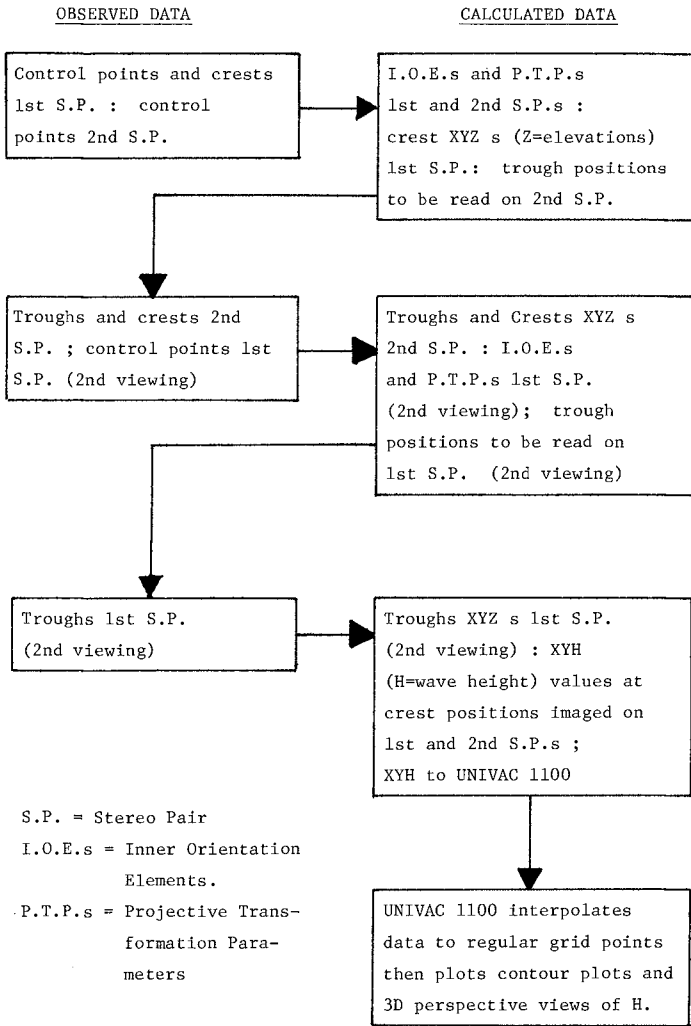 OBSERVED DATA
CALCULATED DATA
Control points and crests
1st S.P. : control
points 2nd S.P.
I.O.E.s and P.T.P.s
1st and 2nd S.P.s :
crest XYZ s (Z=elevations)
1st S.P.: trough positions
to be read on 2nd S.P.
Troughs and crests 2nd
S.P. ; control points 1st
S.P. (2nd viewing)
Troughs and Crests XYZ s
2nd S.P. : I.O.E.s
and P.T.P.s 1st S.P.
(2nd viewing); trough
positions to be read on
1st S.P. (2nd viewing)
Troughs 1st S.P.
(2nd viewing)
Troughs XYZ s 1st S.P.
(2nd viewing) : XYH
(H=wave height) values at
crest positions imaged on
1st and 2nd S.P.s ;
XYH to UNIVAC 1100
S.P. = Stereo Pair
I.O.E.s = Inner Orientation
Elements.
P.T.P.s = Projective Trans-
formation Para-
meters
UNIVAC 1100 interpolates
data to regular grid points
then plots contour plots and
3D perspective views of H.